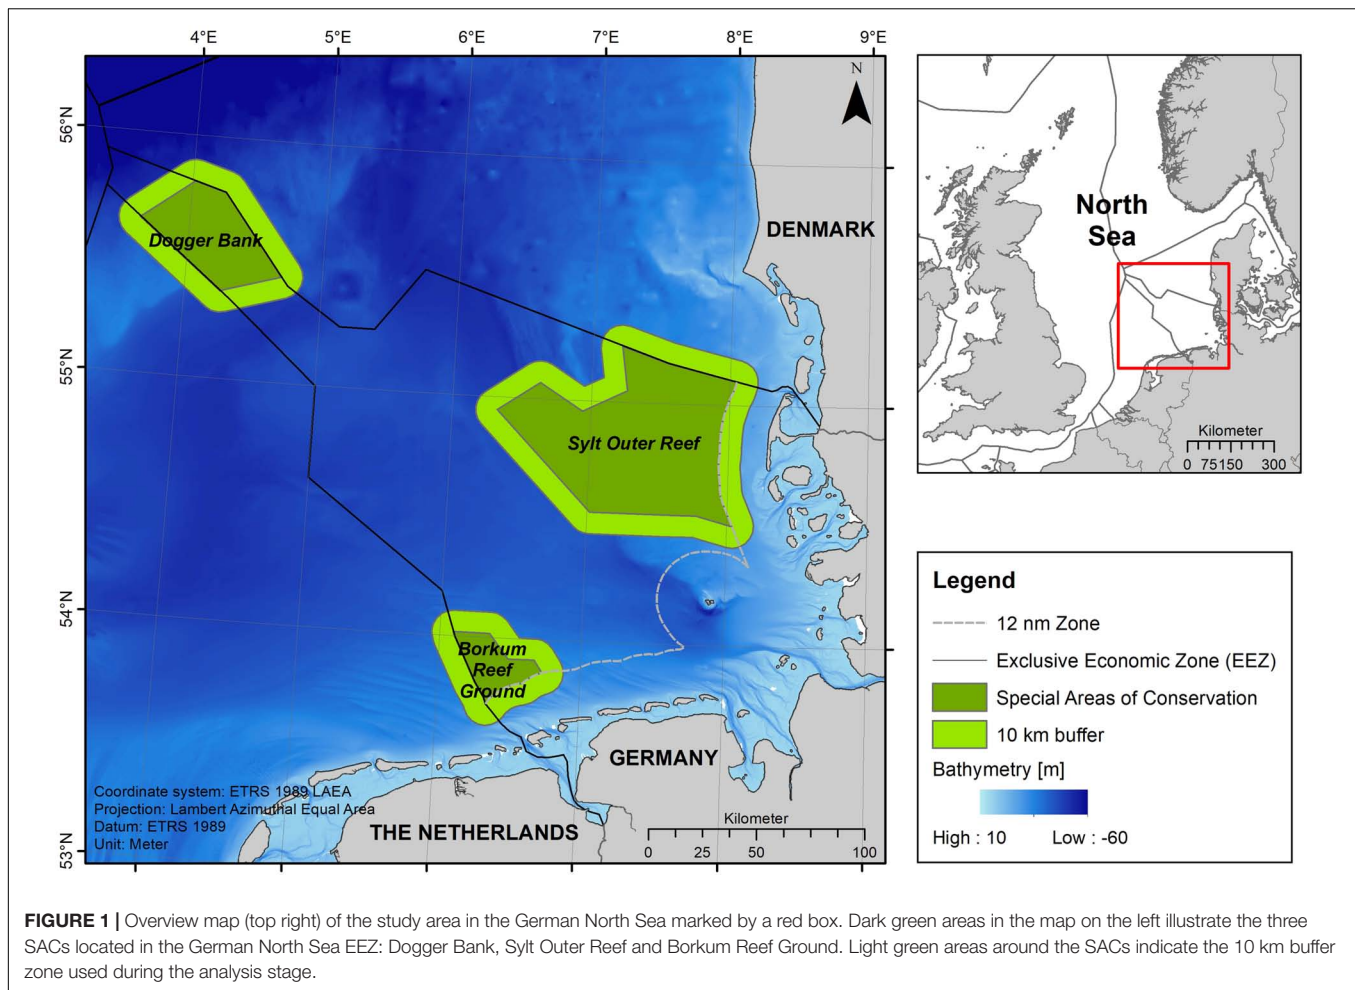 4°E 5°E 6°E 7°E 8°E 9°E
N
56°N
55°N
54°N
53°N
DENMARK
Dogger Bank
Sylt Outer Reef
Borkum
Reef
Ground
GERMANY
THE NETHERLANDS
Coordinate system: ETRS 1989 LAEA
Projection: Lambert Azimuthal Equal Area
Datum: ETRS 1989
Unit: Meter
Kilometer
0 25 50 100
North
Sea
Kilometer
0 75150 300
Legend
12 nm Zone
Exclusive Economic Zone (EEZ)
Special Areas of Conservation
10 km buffer
Bathymetry [m]
High : 10 Low : -60
FIGURE 1 | Overview map (top right) of the study area in the German North Sea marked by a red box. Dark green areas in the map on the left illustrate the three
SACs located in the German North Sea EEZ: Dogger Bank, Sylt Outer Reef and Borkum Reef Ground. Light green areas around the SACs indicate the 10 km buffer
zone used during the analysis stage.